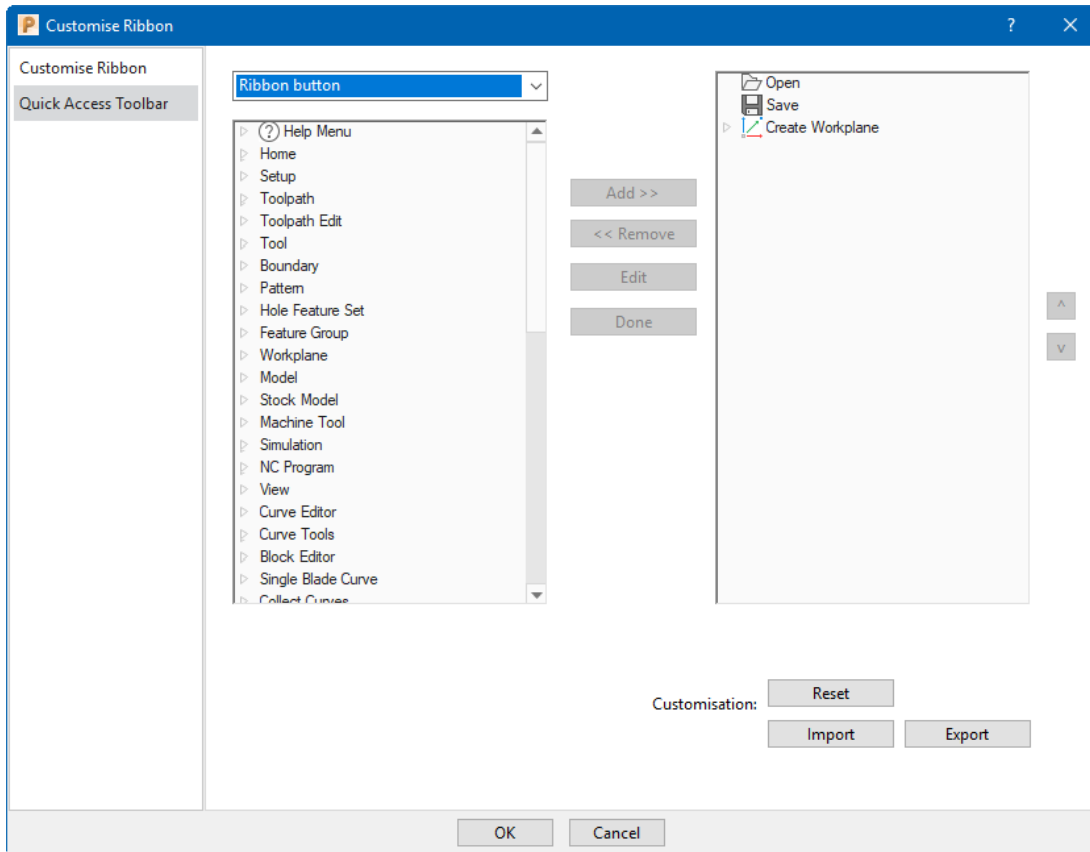 Customise Ribbon
?
Customise Ribbon
Quick Access Toolbar
Ribbon button
? Help Menu
Home
Setup
Toolpath
Toolpath Edit
Tool
Boundary
Pattern
Hole Feature Set
Feature Group
Workplane
Model
Stock Model
Machine Tool
Simulation
NC Program
View
Curve Editor
Curve Tools
Block Editor
Single Blade Curve
Collect Curves
Add >>
<< Remove
Edit
Done
Open
Save
Create Workplane
^
v
Customisation:
Reset
Import
Export
OK
Cancel